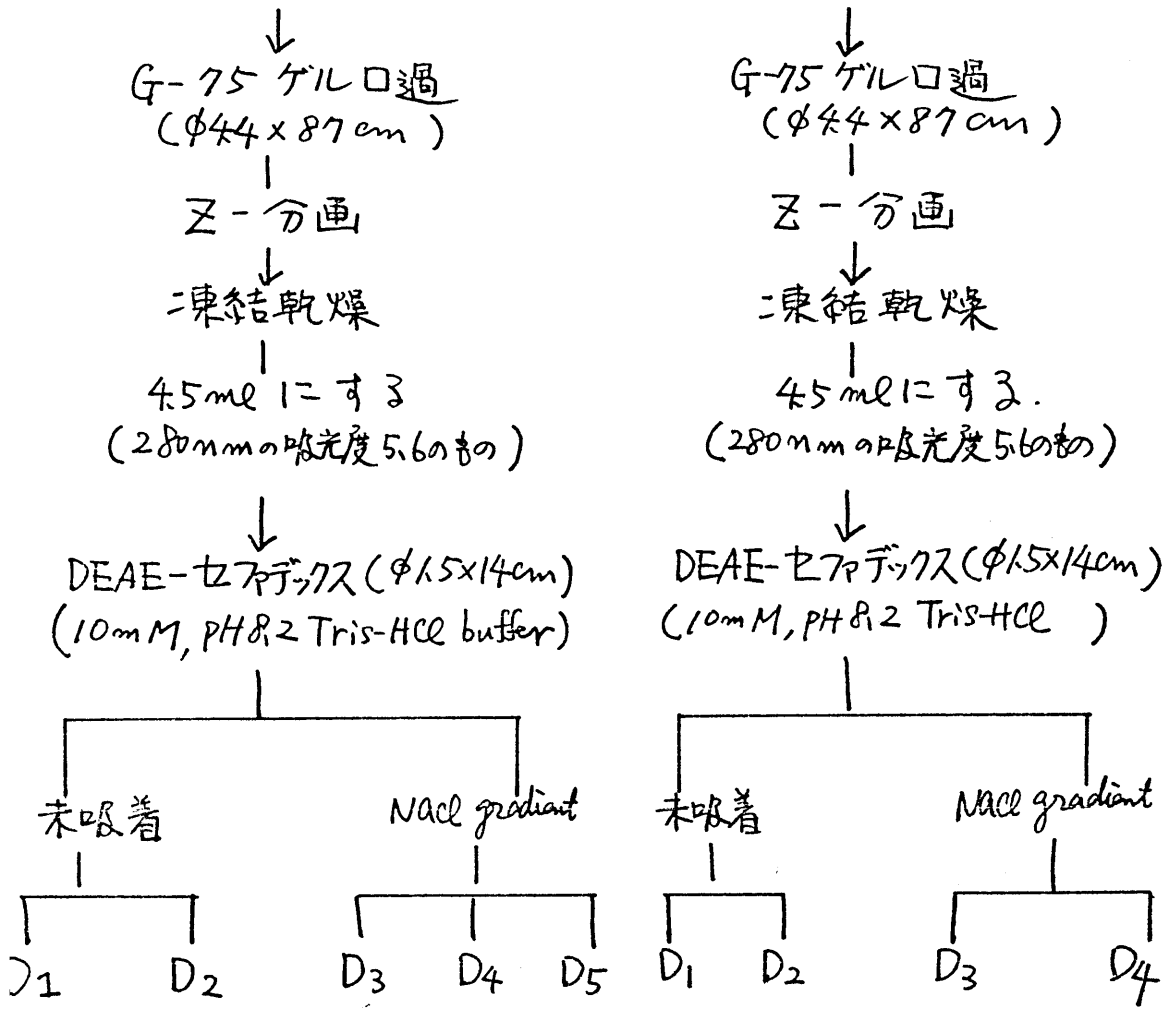 G-75 ゲル口過
(φ4.4×87cm)
Z-分画
凍結乾燥
4.5mlにする
(280nmの吸光度5.6のもの)
DEAE-セファデックス(φ1.5×14cm)
(10mM, pH8.2 Tris-HCl buffer)
未吸着
NaCl gradient
D1
D2
D3
D4
D5
G-75 ゲル口過
(φ4.4×87cm)
Z-分画
凍結乾燥
4.5mlにする.
(280nmの吸光度5.6のもの)
DEAE-セファデックス(φ1.5×14cm)
(10mM, pH8.2 Tris-HCl )
未吸着
NaCl gradient
D1
D2
D3
D4